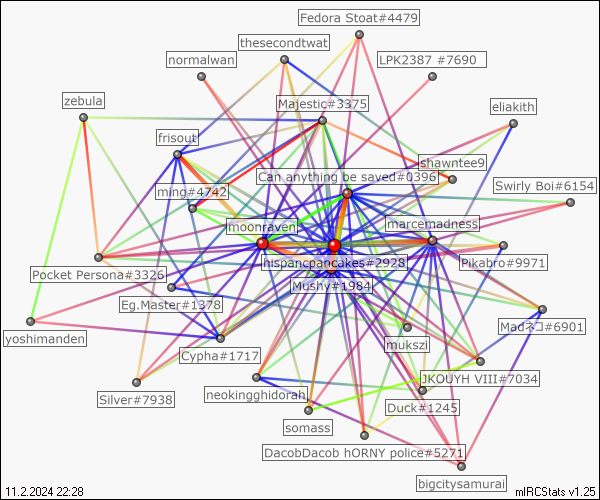 Fedora Stoat#4479
thesecondtwat
normalwan
LPK2387 #7690
zebula
Majestic#3375
eliakith
frisout
shawntee9
Can anything be saved#0396
ming#4742
Swirly Boi#6154
moonraven
marcemadness
hispanicpancakes#2928
Pikabro#9971
Pocket Persona#3326
Mushy#1984
Eg.Master#1378
Madネコ#6901
yoshimanden
mukszi
Cypha#1717
JKOUYH VIII#7034
Silver#7938
neokingghidorah
Duck#1245
somass
DacobDacob hORNY police#5271
bigcitysamurai
11.2.2024 22:28
mIRCStats v1.25